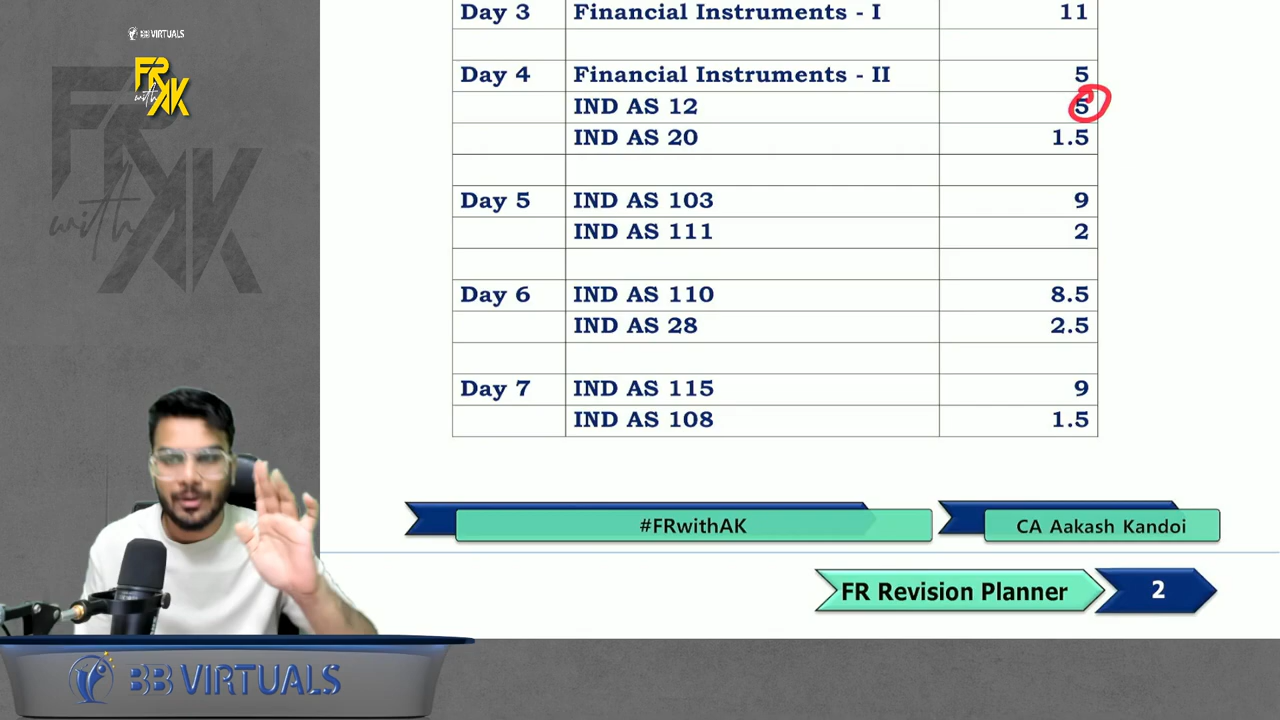 BB VIRTUALS
FR
with
AK
FR
with
AK
Day 3 Financial Instruments - I 11
Day 4 Financial Instruments - II 5
IND AS 12 5
IND AS 20 1.5
Day 5 IND AS 103 9
IND AS 111 2
Day 6 IND AS 110 8.5
IND AS 28 2.5
Day 7 IND AS 115 9
IND AS 108 1.5
#FRwithAK CA Aakash Kandoi
FR Revision Planner 2
BB VIRTUALS